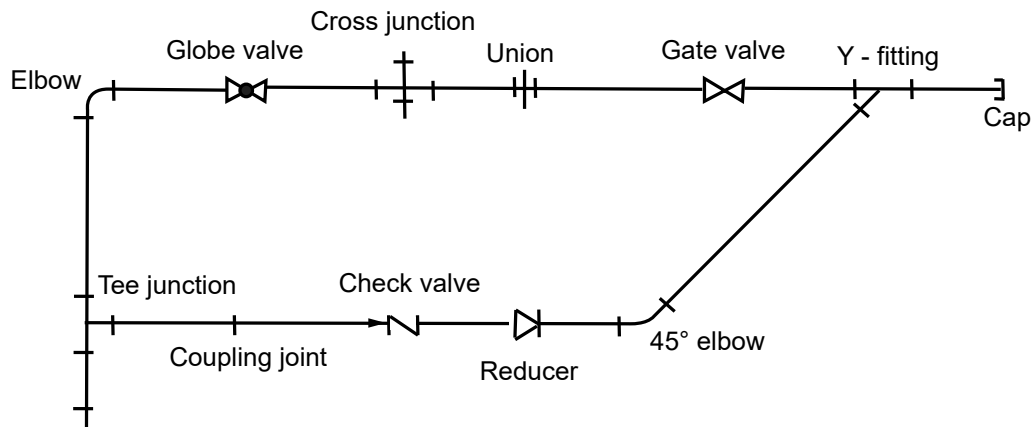 Cross junction
Globe valve
Union
Gate valve
Y - fitting
Elbow
Cap
Tee junction
Check valve
Coupling joint
45° elbow
Reducer